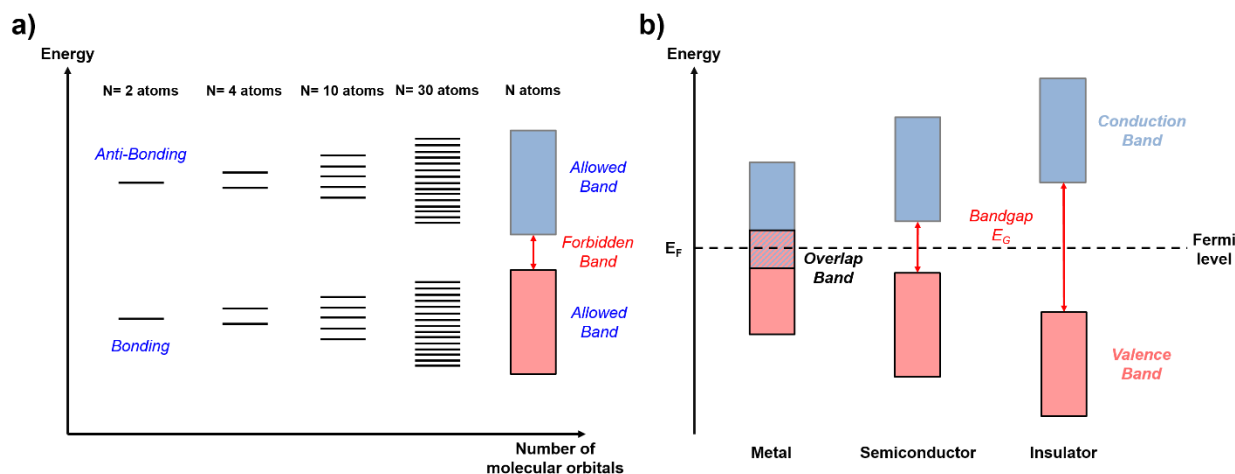 a)
Energy
N= 2 atoms
N= 4 atoms
N= 10 atoms
N= 30 atoms
N atoms
Anti-Bonding
Allowed
Band
Forbidden
Band
Bonding
Allowed
Band
Number of
molecular orbitals
b)
Energy
Conduction
Band
Bandgap
E_G
E_F
Overlap
Band
Fermi
level
Valence
Band
Metal
Semiconductor
Insulator